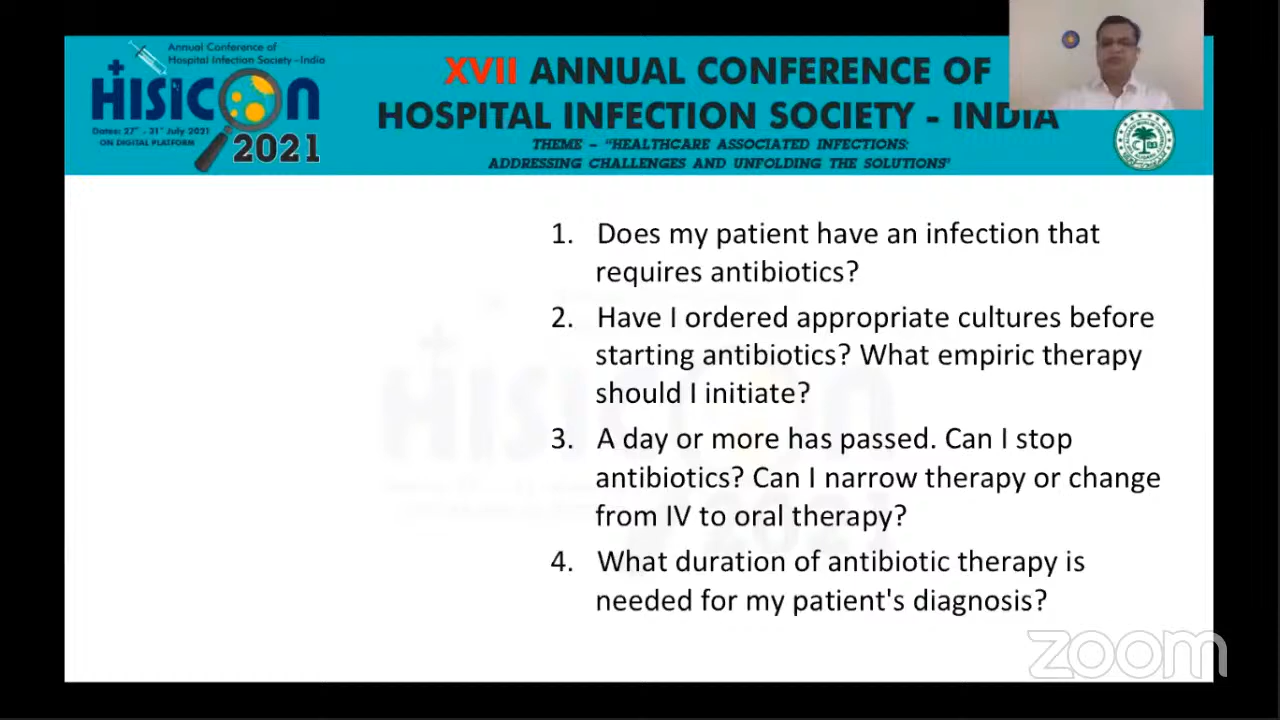 Annual Conference of
Hospital Infection Society -India
HISICON
Dates: 27th - 31st July 2021
ON DIGITAL PLATFORM
2021
XVII ANNUAL CONFERENCE OF
HOSPITAL INFECTION SOCIETY - INDIA
THEME - "HEALTHCARE ASSOCIATED INFECTIONS:
ADDRESSING CHALLENGES AND UNFOLDING THE SOLUTIONS"
1. Does my patient have an infection that
requires antibiotics?
2. Have I ordered appropriate cultures before
starting antibiotics? What empiric therapy
should I initiate?
3. A day or more has passed. Can I stop
antibiotics? Can I narrow therapy or change
from IV to oral therapy?
4. What duration of antibiotic therapy is
needed for my patient's diagnosis?
zoom